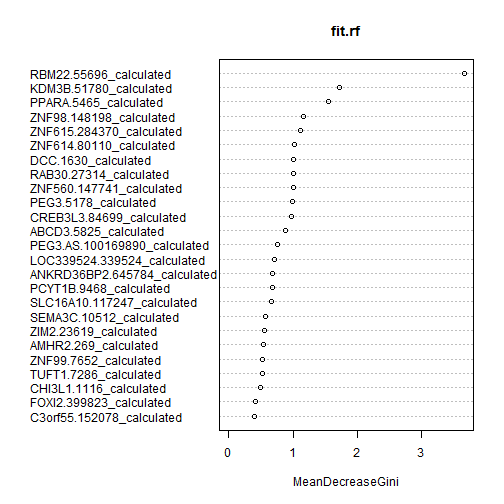 fit.rf
RBM22.55696_calculated
KDM3B.51780_calculated
PPARA.5465_calculated
ZNF98.148198_calculated
ZNF615.284370_calculated
ZNF614.80110_calculated
DCC.1630_calculated
RAB30.27314_calculated
ZNF560.147741_calculated
PEG3.5178_calculated
CREB3L3.84699_calculated
ABCD3.5825_calculated
PEG3.AS.100169890_calculated
LOC339524.339524_calculated
ANKRD36BP2.645784_calculated
PCYT1B.9468_calculated
SLC16A10.117247_calculated
SEMA3C.10512_calculated
ZIM2.23619_calculated
AMHR2.269_calculated
ZNF99.7652_calculated
TUFT1.7286_calculated
CHI3L1.1116_calculated
FOXI2.399823_calculated
C3orf55.152078_calculated
0 1 2 3
MeanDecreaseGini